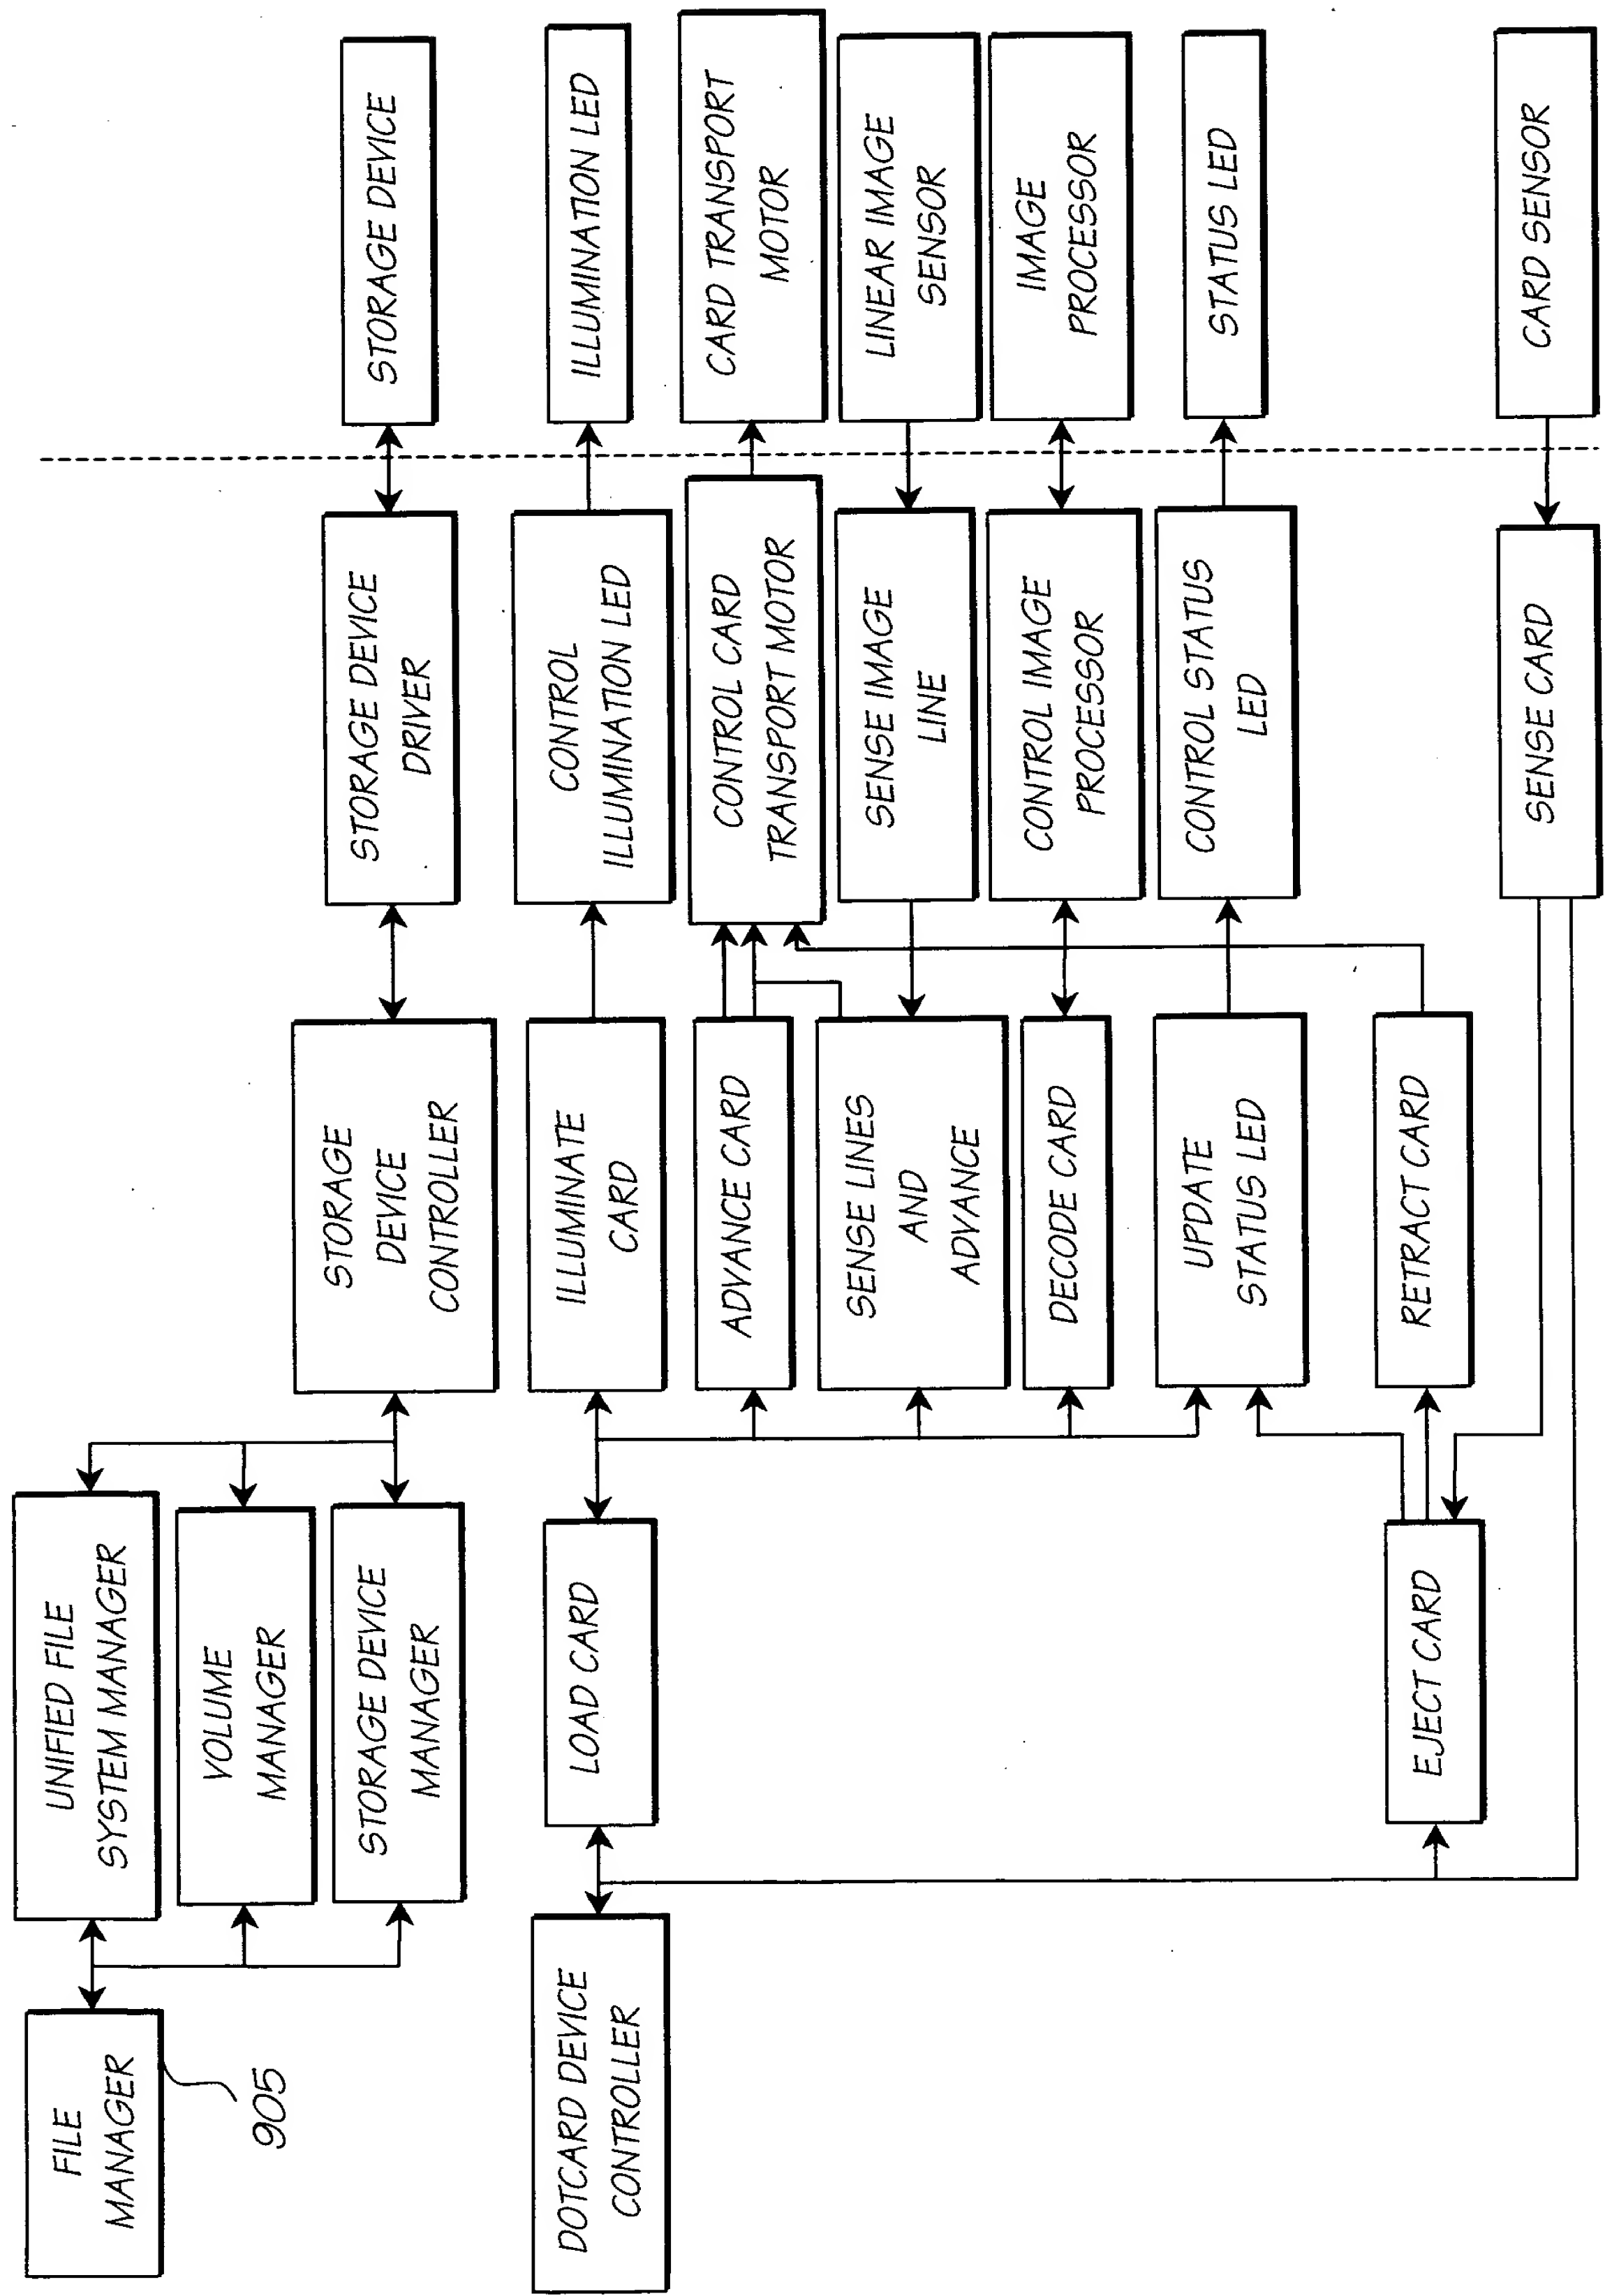 FILE
MANAGER
905
UNIFIED FILE
SYSTEM MANAGER
VOLUME
MANAGER
STORAGE DEVICE
MANAGER
STORAGE
DEVICE
CONTROLLER
STORAGE DEVICE
DRIVER
STORAGE DEVICE
DOTCARD DEVICE
CONTROLLER
LOAD CARD
ILLUMINATE
CARD
CONTROL
ILLUMINATION LED
ILLUMINATION LED
ADVANCE CARD
CONTROL CARD
TRANSPORT MOTOR
CARD TRANSPORT
MOTOR
SENSE LINES
AND
ADVANCE
SENSE IMAGE
LINE
LINEAR IMAGE
SENSOR
DECODE CARD
CONTROL IMAGE
PROCESSOR
IMAGE
PROCESSOR
UPDATE
STATUS LED
CONTROL STATUS
LED
STATUS LED
EJECT CARD
RETRACT CARD
SENSE CARD
CARD SENSOR